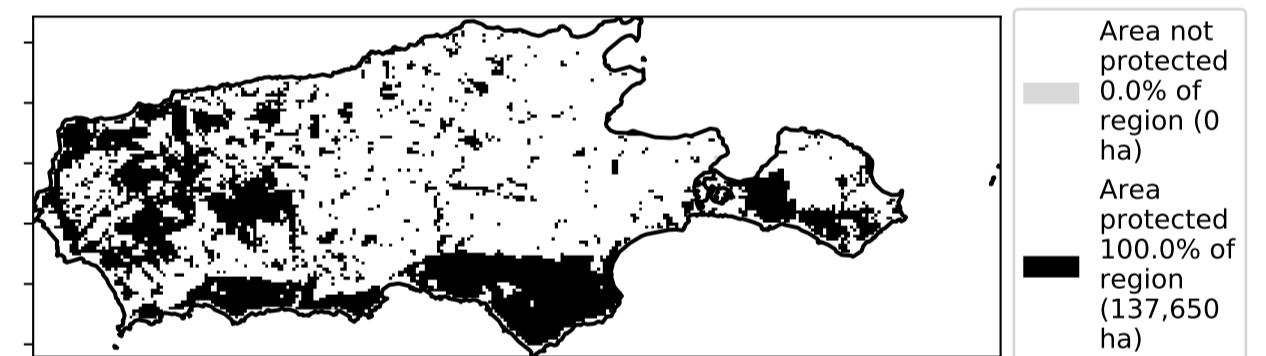 Area not
protected
0.0% of
region (0
ha)
Area
protected
100.0% of
region
(137,650
ha)